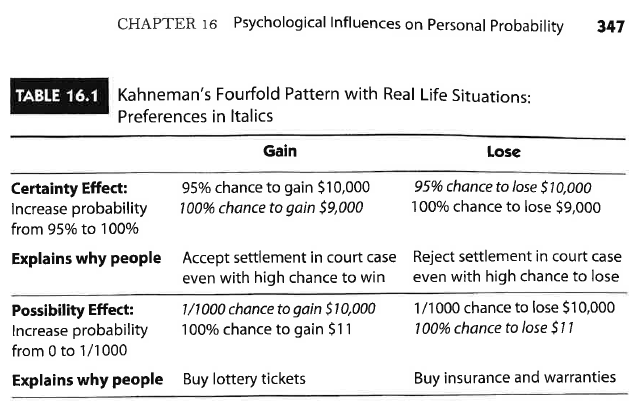 CHAPTER 16 Psychological Influences on Personal Probability 347
TABLE 16.1 Kahneman's Fourfold Pattern with Real Life Situations:
Preferences in Italics
Gain Lose
Certainty Effect: 95% chance to gain $10,000 95% chance to lose $10,000
Increase probability 100% chance to gain $9,000 100% chance to lose $9,000
from 95% to 100%
Explains why people Accept settlement in court case Reject settlement in court case
even with high chance to win even with high chance to lose
Possibility Effect: 1/1000 chance to gain $10,000 1/1000 chance to lose $10,000
Increase probability 100% chance to gain $11 100% chance to lose $11
from 0 to 1/1000
Explains why people Buy lottery tickets Buy insurance and warranties